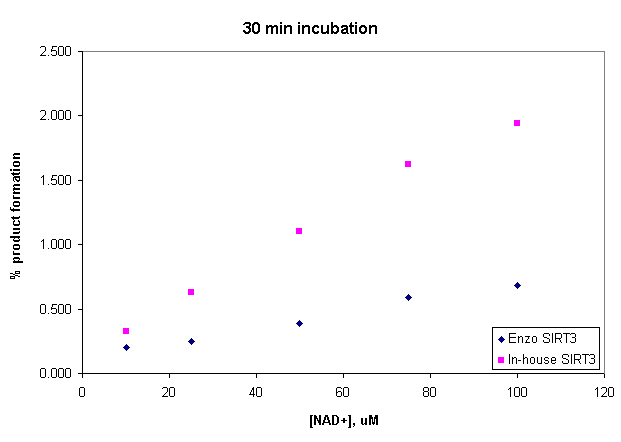 30 min incubation
2.500
2.000
1.500
1.000
0.500
0.000
% product formation
0 20 40 60 80 100 120
[NAD+], uM
Enzo SIRT3
In-house SIRT3